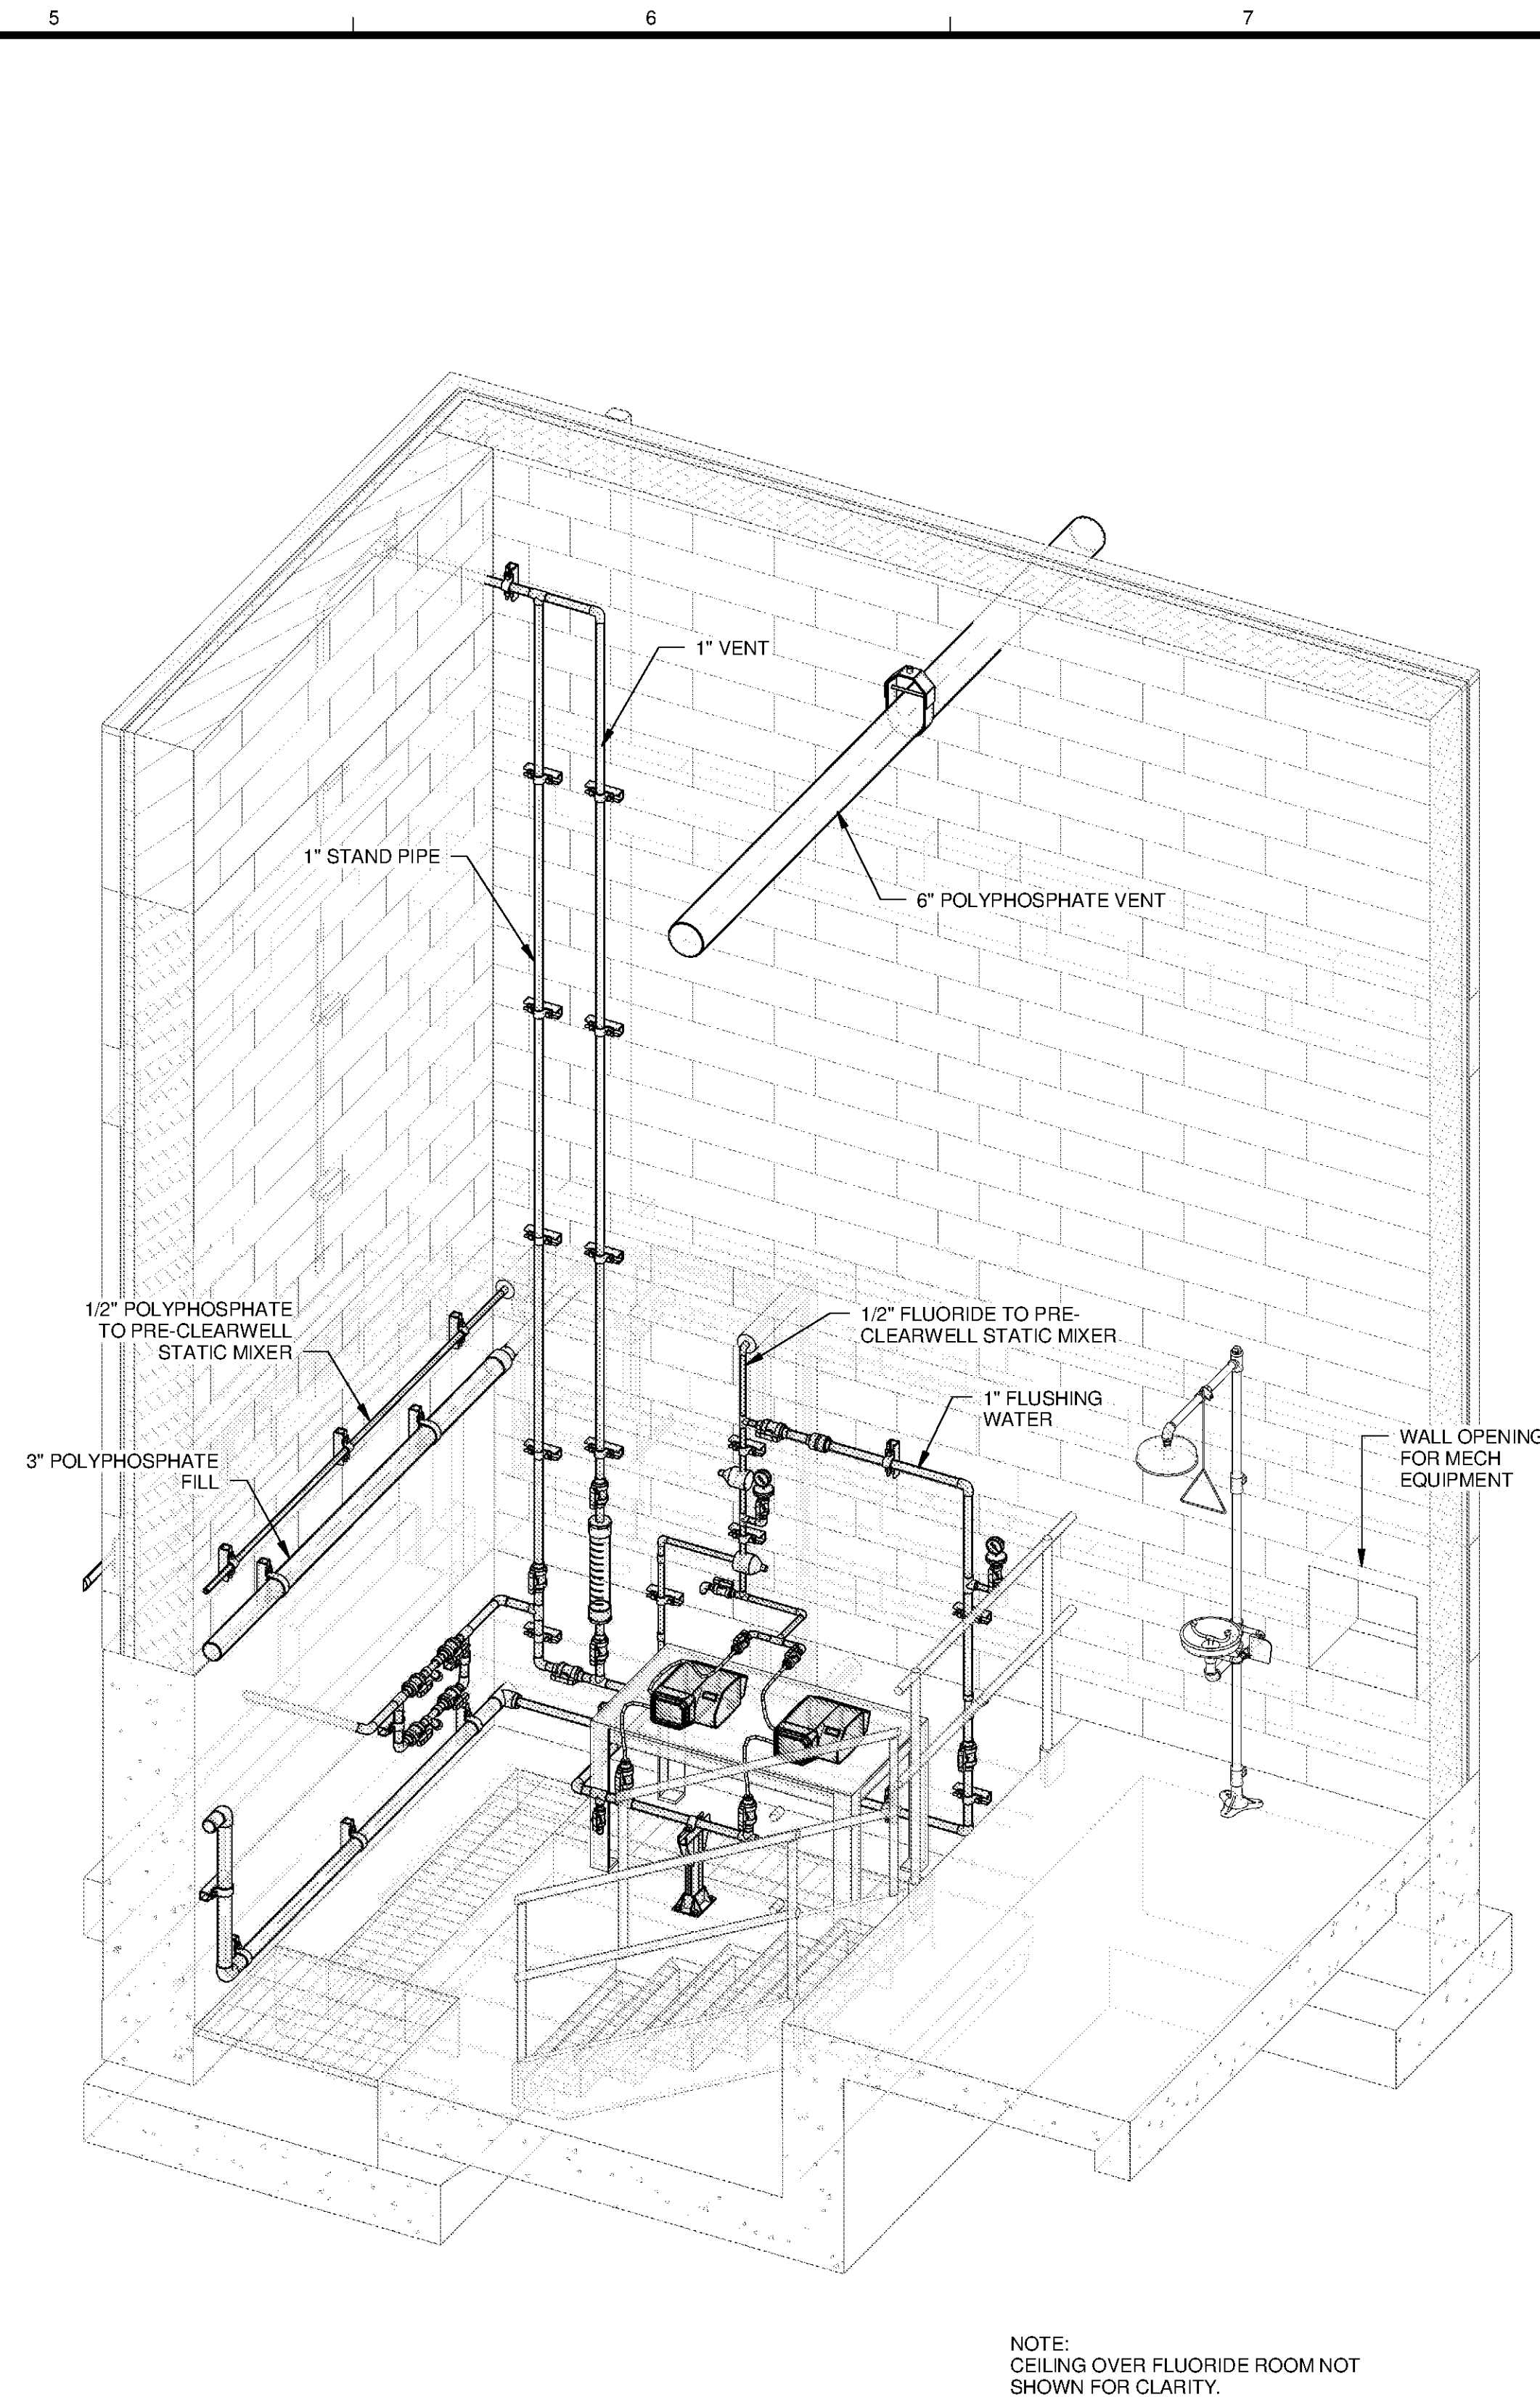 5
6
7
1" VENT
1" STAND PIPE
6" POLYPHOSPHATE VENT
1/2" POLYPHOSPHATE
TO PRE-CLEARWELL
STATIC MIXER
1/2" FLUORIDE TO PRE-
CLEARWELL STATIC MIXER
1" FLUSHING
WATER
3" POLYPHOSPHATE
FILL
WALL OPENING
FOR MECH
EQUIPMENT
NOTE:
CEILING OVER FLUORIDE ROOM NOT
SHOWN FOR CLARITY.